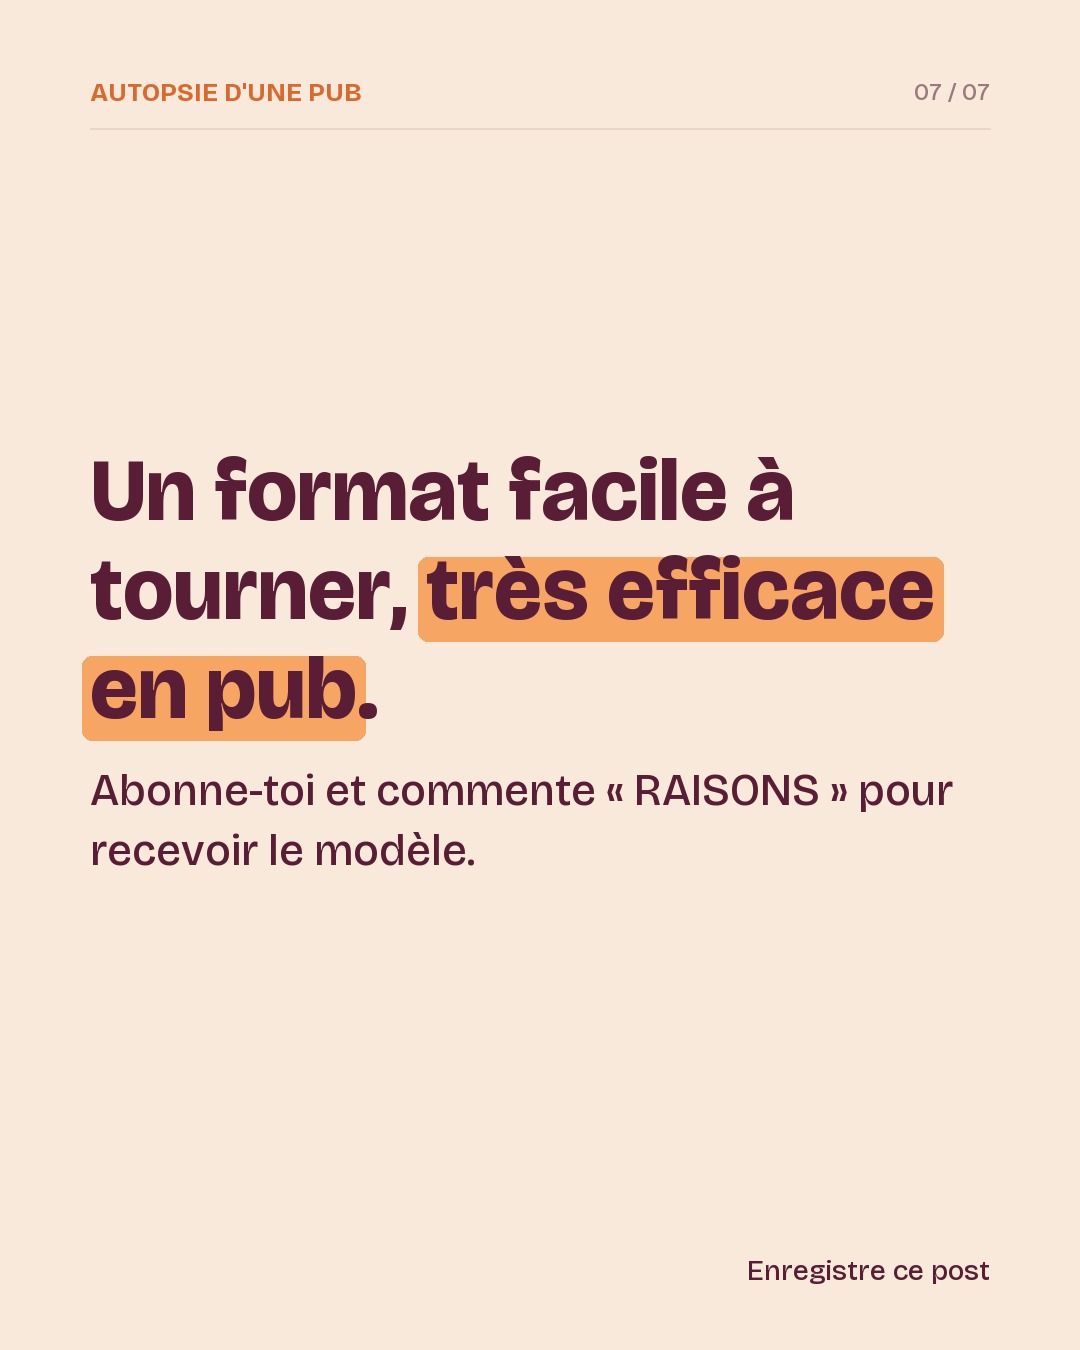 AUTOPSIE D'UNE PUB
07 / 07
Un format facile à
tourner, très efficace
en pub.
Abonne-toi et commente « RAISONS » pour
recevoir le modèle.
Enregistre ce post